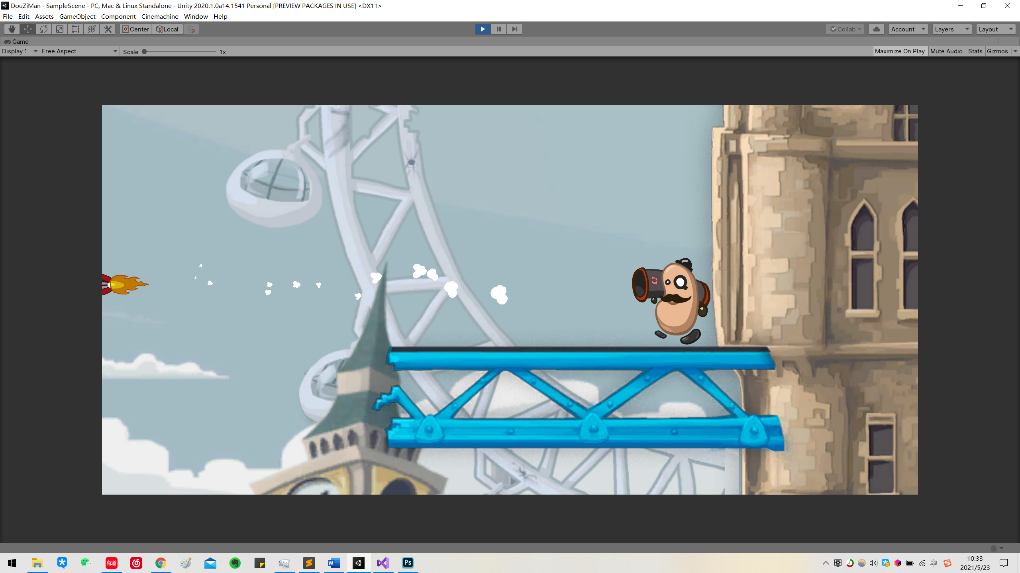 DouZiMan - SampleScene - PC, Mac & Linux Standalone - Unity 2020.1.0a14.1541 Personal [PREVIEW PACKAGES IN USE] <DX11>
File Edit Assets GameObject Component Cinemachine Window Help
Center Local Collab Account Layers Layout
Game
Display 1 Free Aspect Scale 1x Maximize On Play Mute Audio Stats Gizmos
10:33
2021/5/23